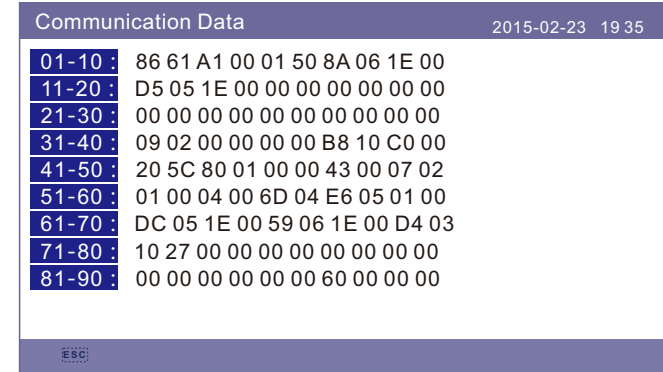 Communication Data 2015-02-23 19 35
01-10 : 86 61 A1 00 01 50 8A 06 1E 00
11-20 : D5 05 1E 00 00 00 00 00 00 00
21-30 : 00 00 00 00 00 00 00 00 00 00
31-40 : 09 02 00 00 00 00 B8 10 C0 00
41-50 : 20 5C 80 01 00 00 43 00 07 02
51-60 : 01 00 04 00 6D 04 E6 05 01 00
61-70 : DC 05 1E 00 59 06 1E 00 D4 03
71-80 : 10 27 00 00 00 00 00 00 00 00
81-90 : 00 00 00 00 00 00 60 00 00 00
ESC